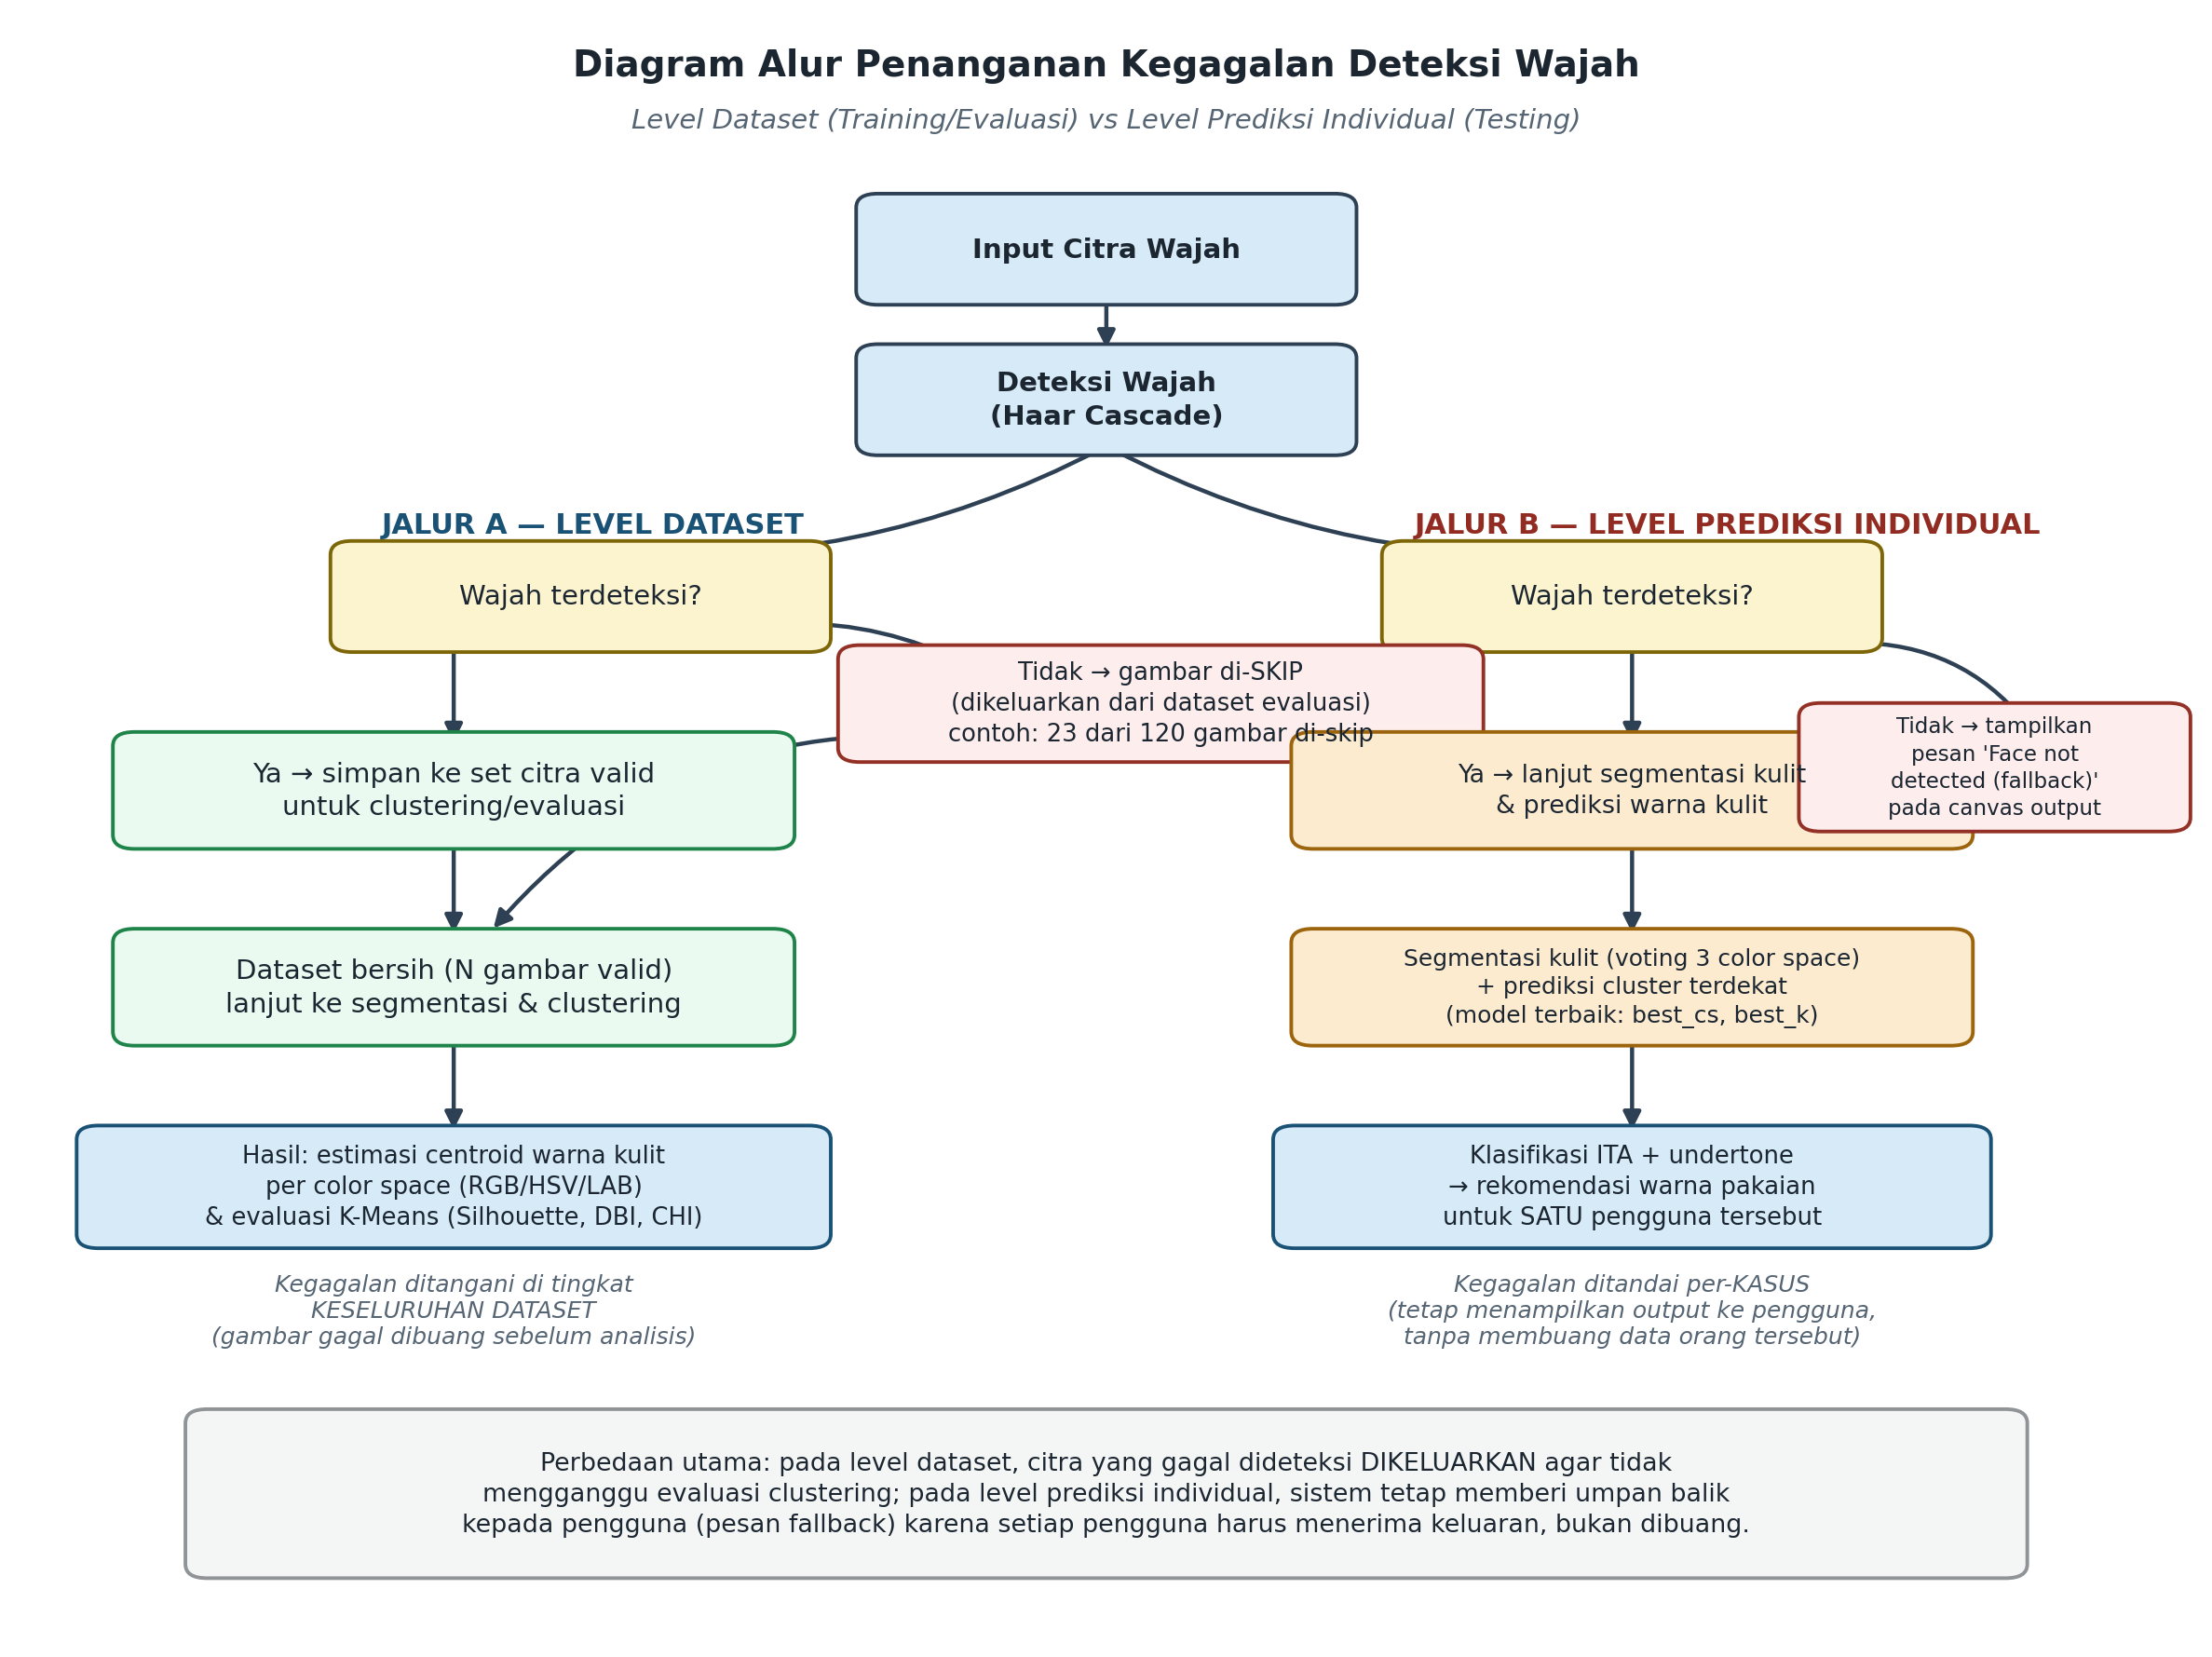 Diagram Alur Penanganan Kegagalan Deteksi Wajah
Level Dataset (Training/Evaluasi) vs Level Prediksi Individual (Testing)
Input Citra Wajah
Deteksi Wajah
(Haar Cascade)
JALUR A — LEVEL DATASET
Wajah terdeteksi?
Tidak → gambar di-SKIP
(dikeluarkan dari dataset evaluasi)
contoh: 23 dari 120 gambar di-skip
Ya → simpan ke set citra valid
untuk clustering/evaluasi
Dataset bersih (N gambar valid)
lanjut ke segmentasi & clustering
Hasil: estimasi centroid warna kulit
per color space (RGB/HSV/LAB)
& evaluasi K-Means (Silhouette, DBI, CHI)
Kegagalan ditangani di tingkat
KESELURUHAN DATASET
(gambar gagal dibuang sebelum analisis)
JALUR B — LEVEL PREDIKSI INDIVIDUAL
Wajah terdeteksi?
Tidak → tampilkan
pesan 'Face not
detected (fallback)'
pada canvas output
Ya → lanjut segmentasi kulit
& prediksi warna kulit
Segmentasi kulit (voting 3 color space)
+ prediksi cluster terdekat
(model terbaik: best_cs, best_k)
Klasifikasi ITA + undertone
→ rekomendasi warna pakaian
untuk SATU pengguna tersebut
Kegagalan ditandai per-KASUS
(tetap menampilkan output ke pengguna,
tanpa membuang data orang tersebut)
Perbedaan utama: pada level dataset, citra yang gagal dideteksi DIKELUARKAN agar tidak
mengganggu evaluasi clustering; pada level prediksi individual, sistem tetap memberi umpan balik
kepada pengguna (pesan fallback) karena setiap pengguna harus menerima keluaran, bukan dibuang.